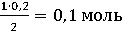 1·0,2/2 = 0,1 моль